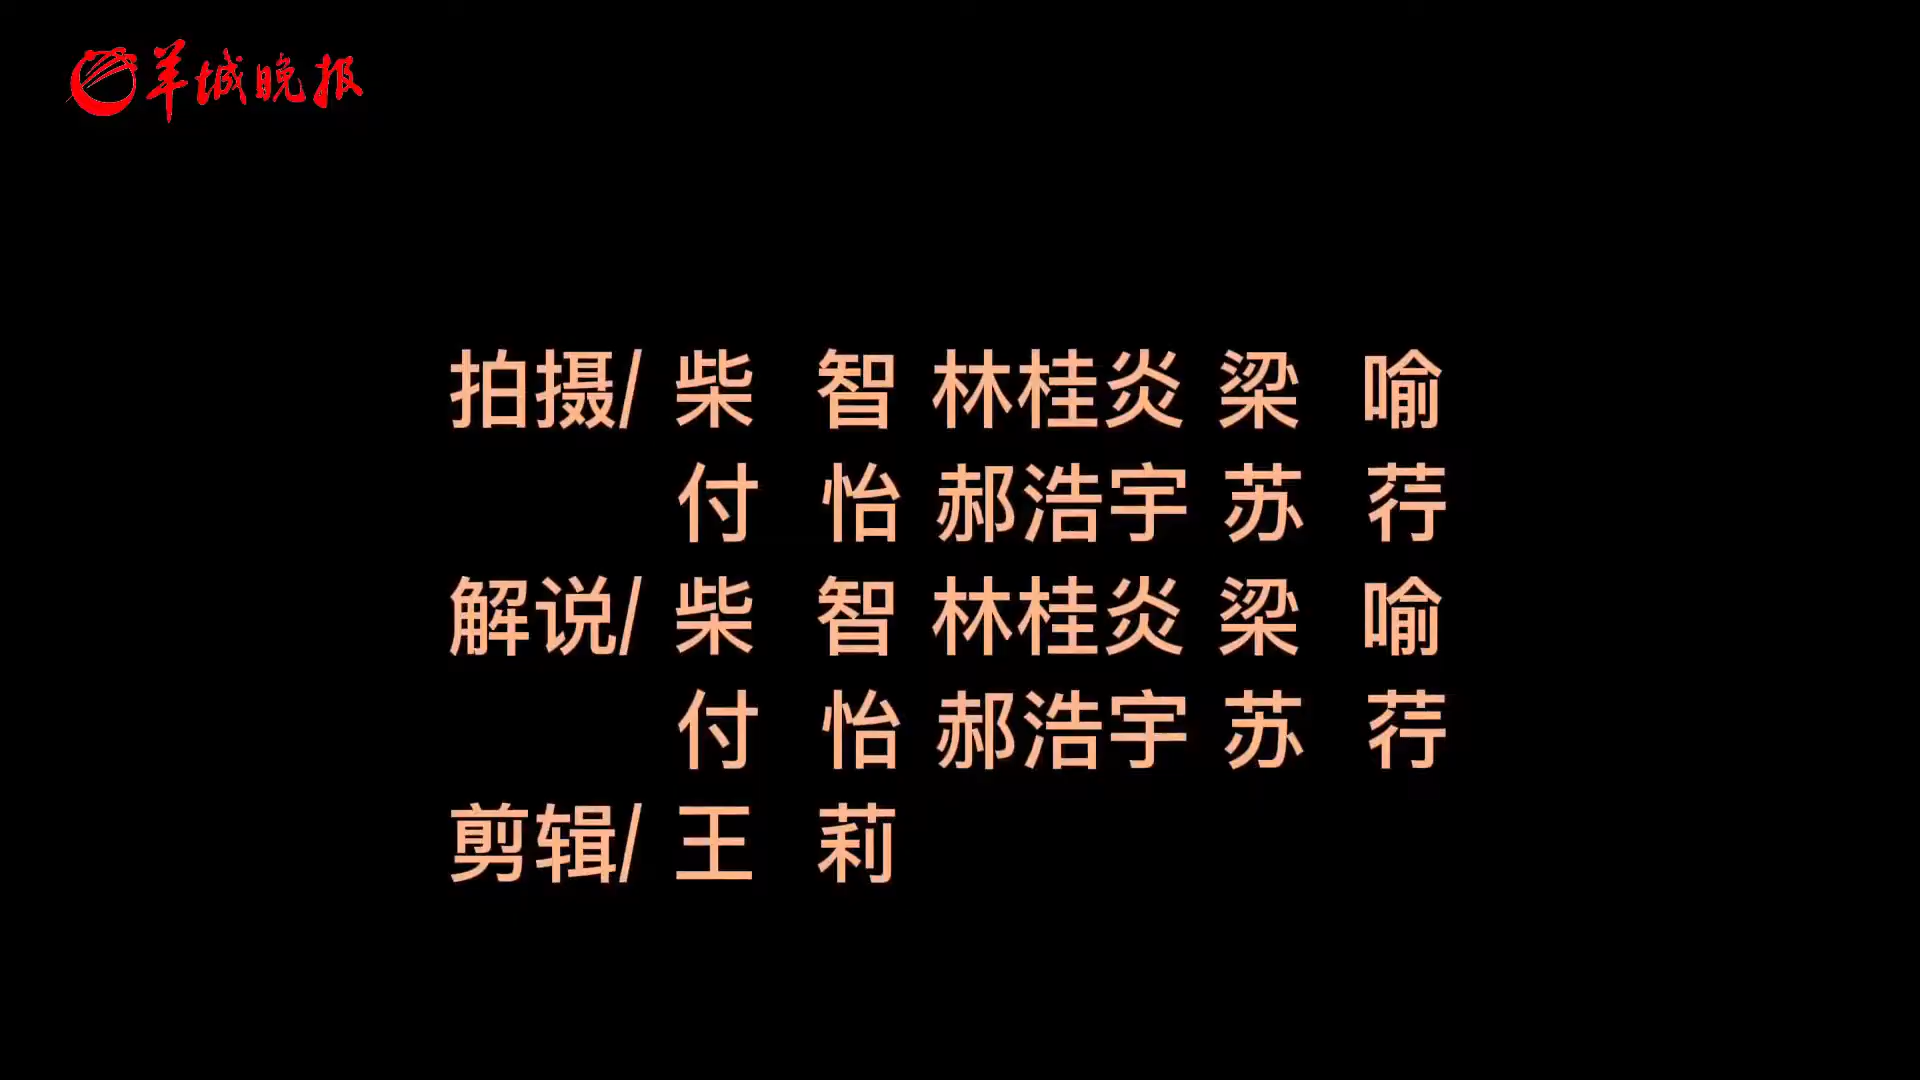 羊城晚报
拍摄/ 柴 智 林桂炎 梁 喻
付 怡 郝浩宇 苏 荇
解说/ 柴 智 林桂炎 梁 喻
付 怡 郝浩宇 苏 荇
剪辑/ 王 莉